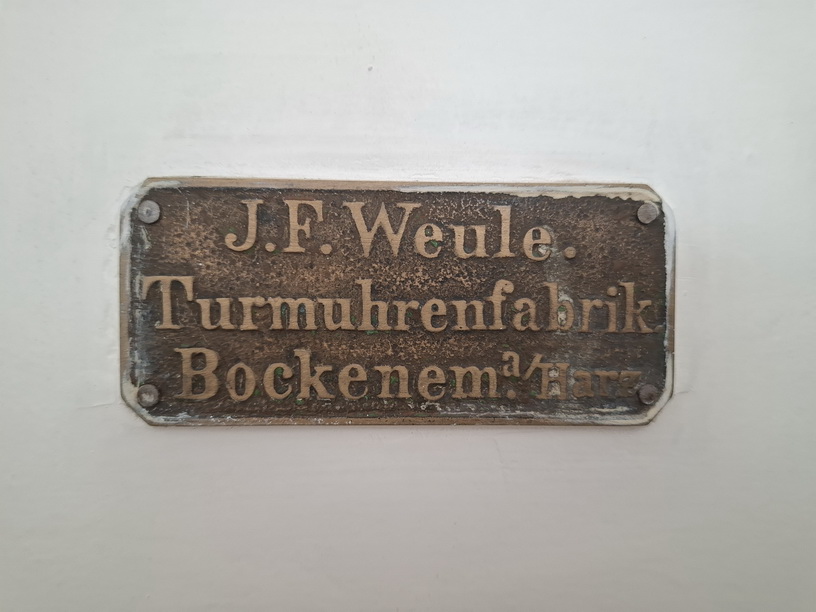 J.F. Weule.
Turmuhrenfabrik
Bockenem. a/Harz